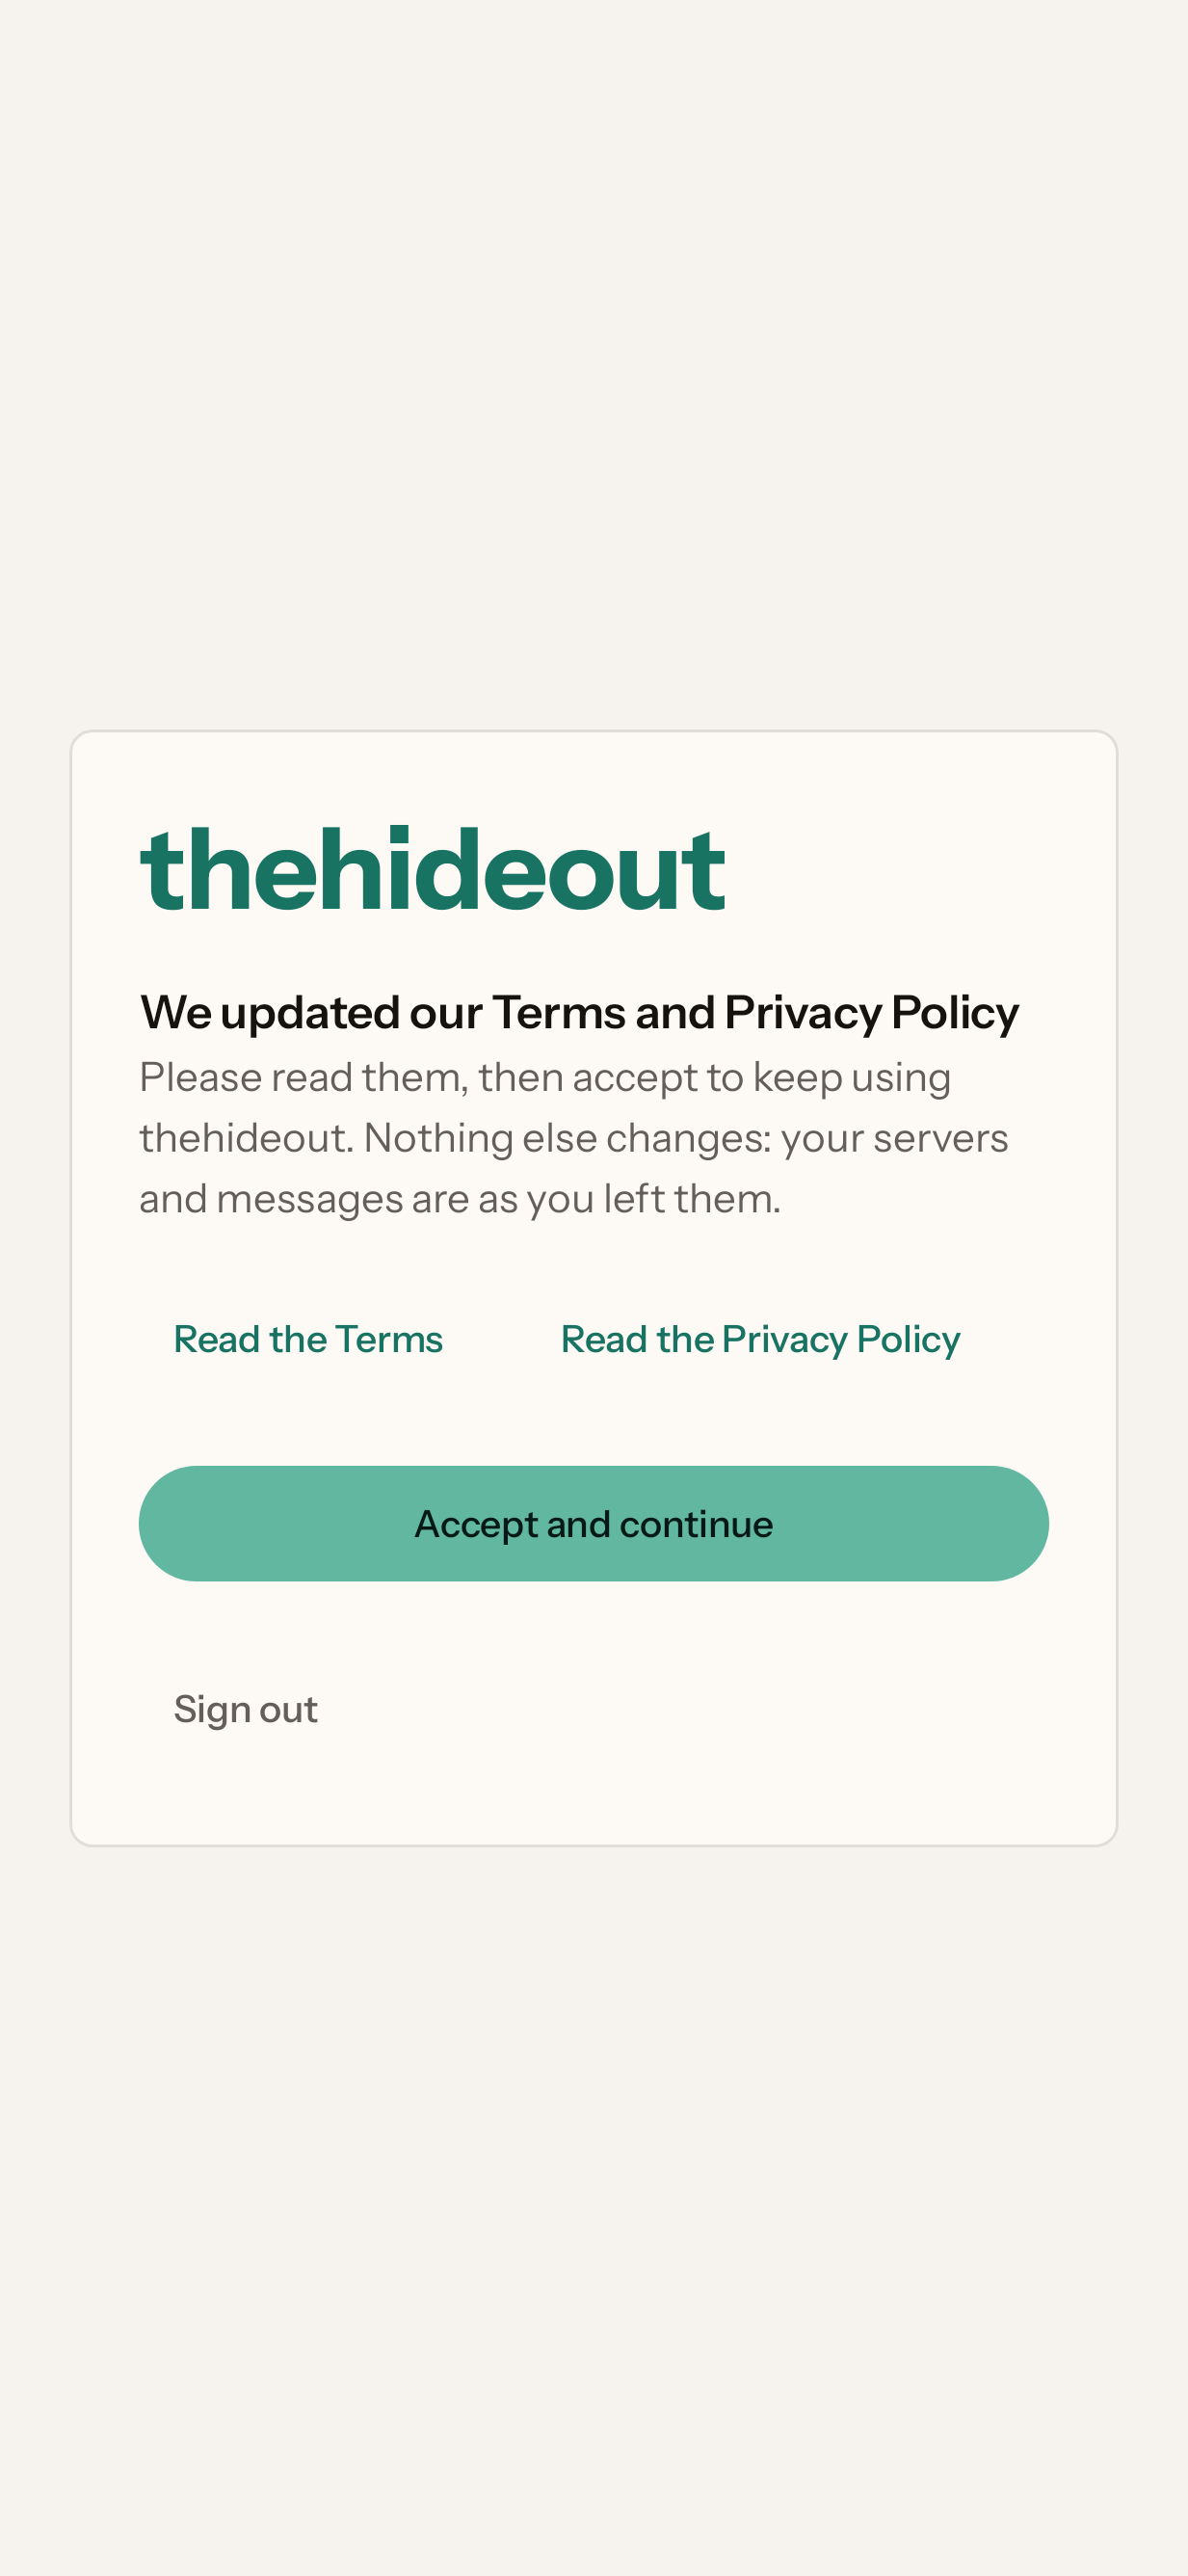 thehideout
We updated our Terms and Privacy Policy
Please read them, then accept to keep using
thehideout. Nothing else changes: your servers
and messages are as you left them.
Read the Terms
Read the Privacy Policy
Accept and continue
Sign out